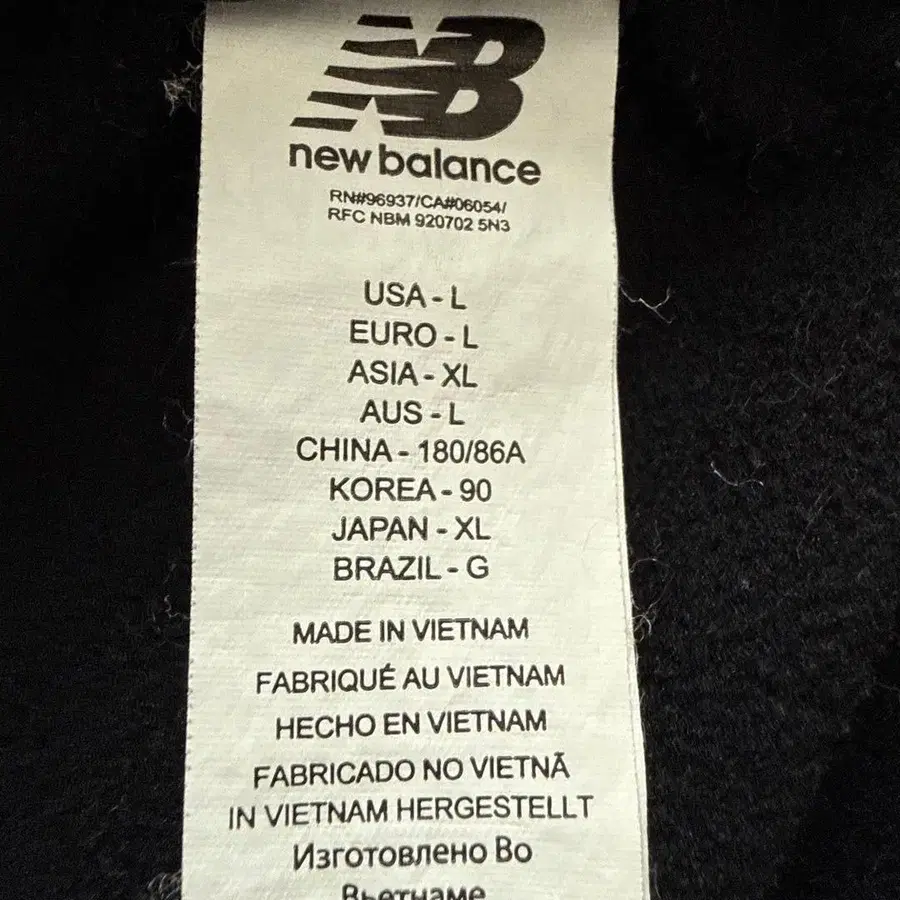 NB
new balance
RN#96937/CA#06054/
RFC NBM 920702 5N3
USA - L
EURO - L
ASIA - XL
AUS - L
CHINA - 180/86A
KOREA - 90
JAPAN - XL
BRAZIL - G
MADE IN VIETNAM
FABRIQUÉ AU VIETNAM
HECHO EN VIETNAM
FABRICADO NO VIETNÃ
IN VIETNAM HERGESTELLT
Изготовлено Во
Вьетнаме